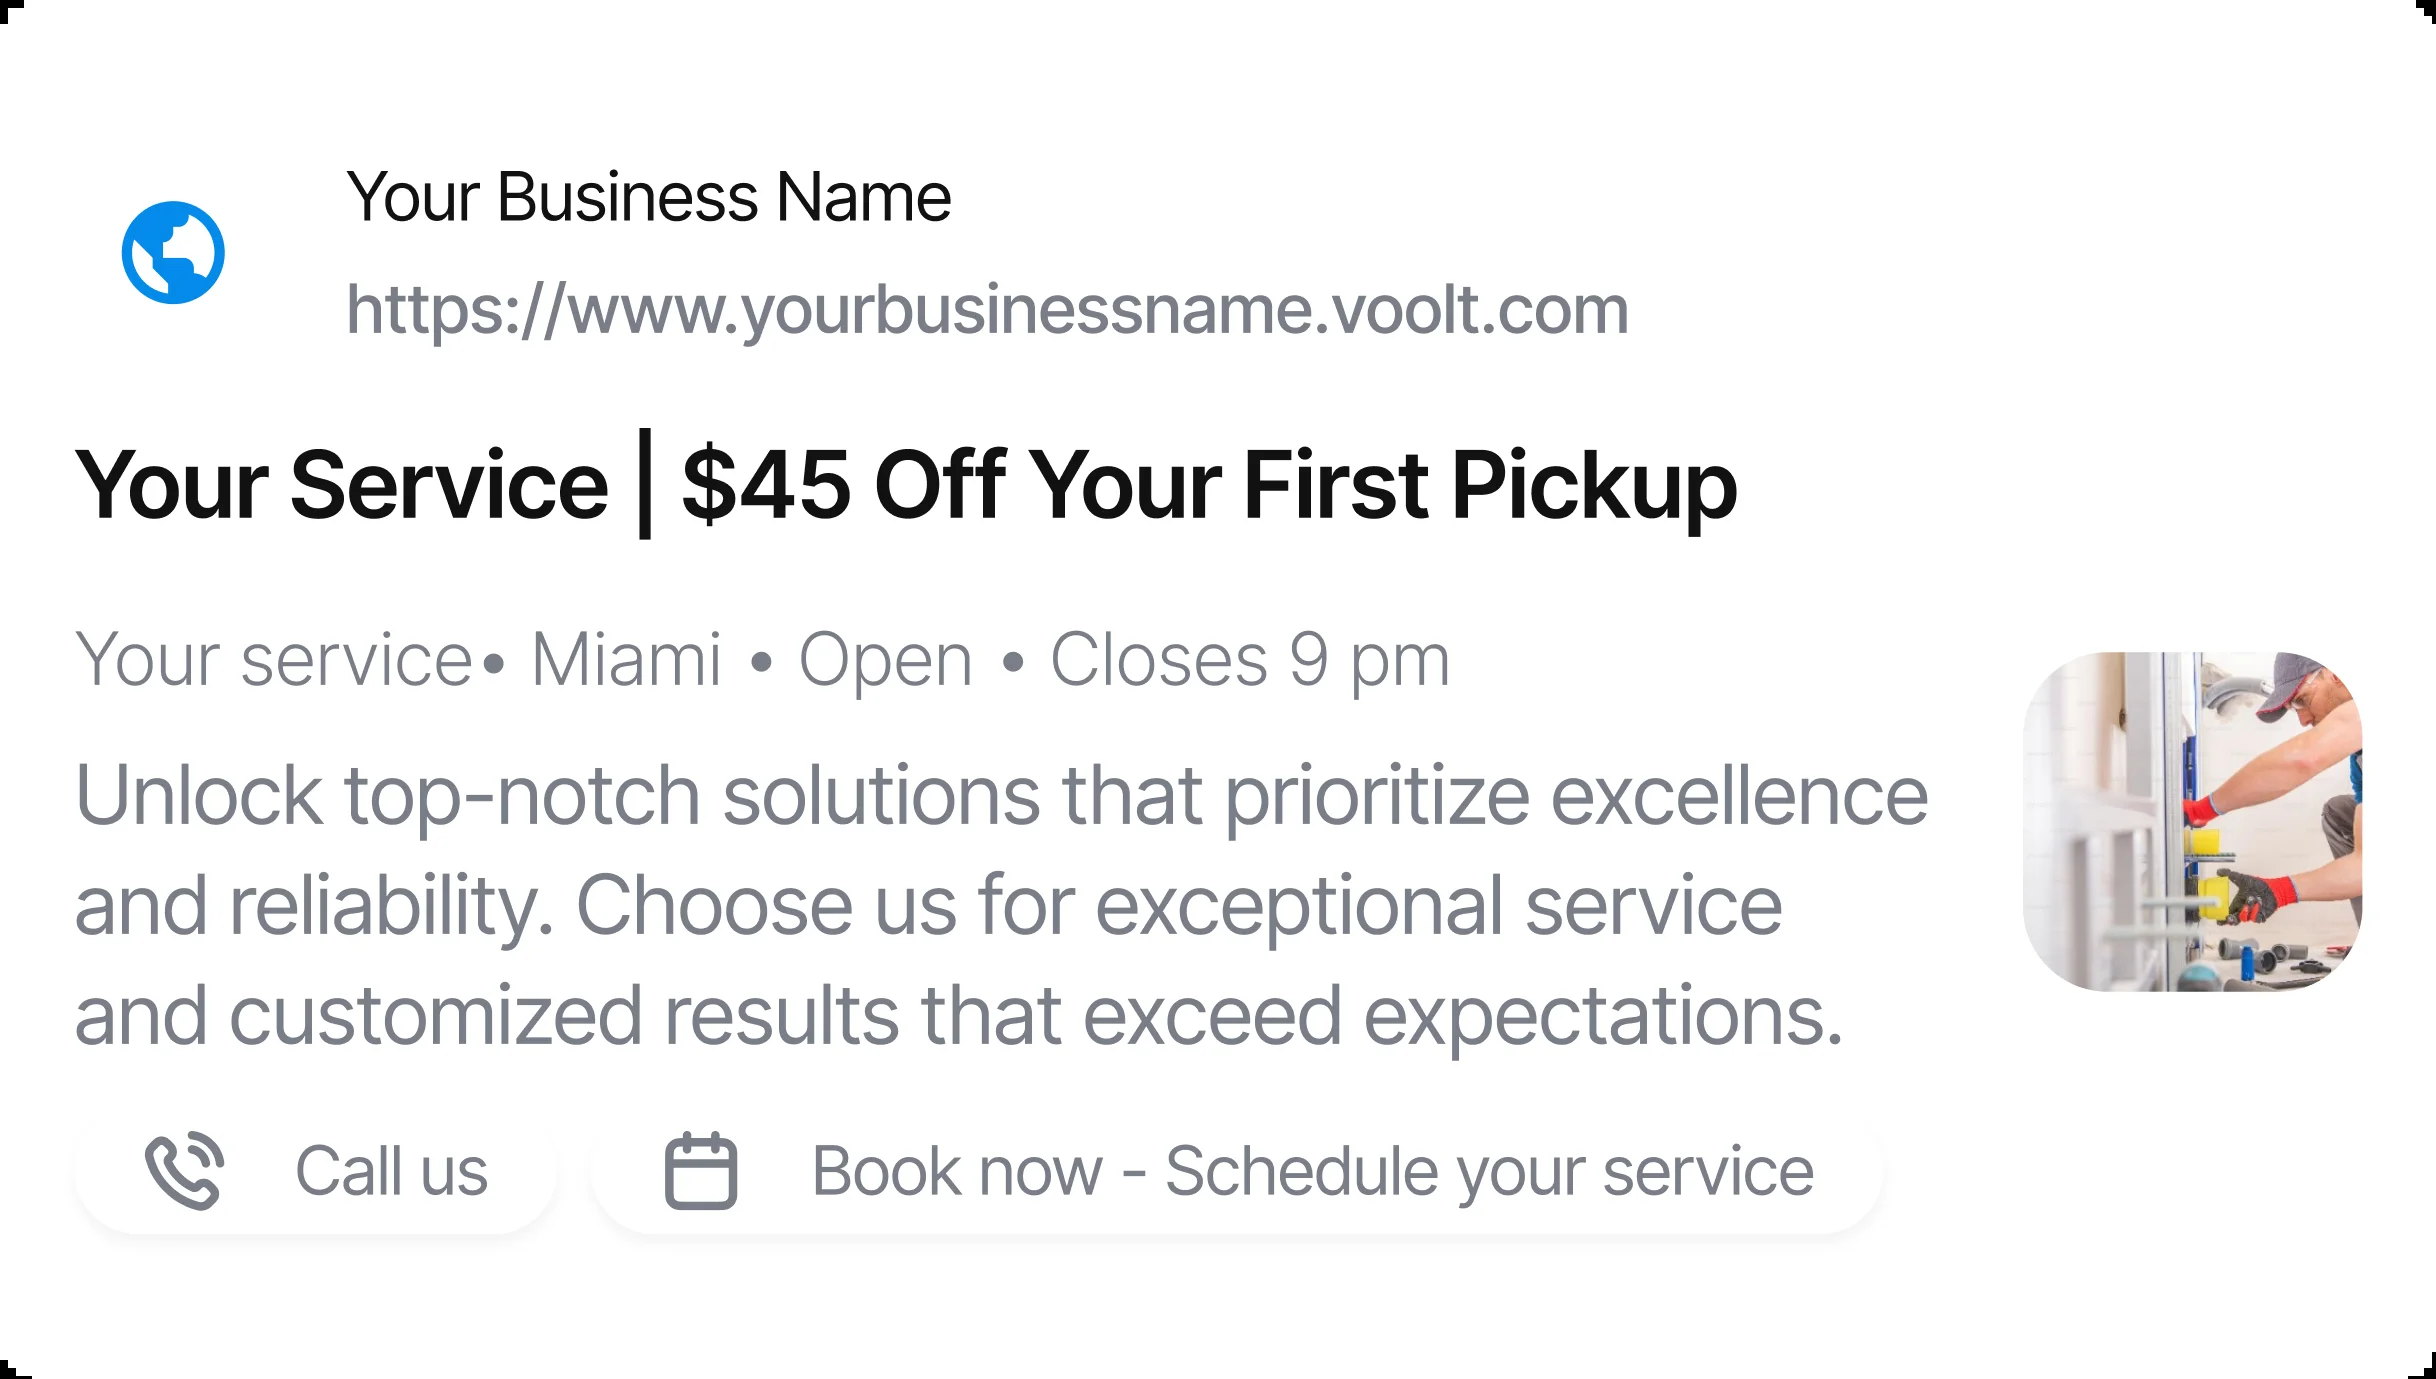 Your Business Name
https://www.yourbusinessname.voolt.com
Your Service | $45 Off Your First Pickup
Your service• Miami • Open • Closes 9 pm
Unlock top-notch solutions that prioritize excellence
and reliability. Choose us for exceptional service
and customized results that exceed expectations.
Call us
Book now - Schedule your service